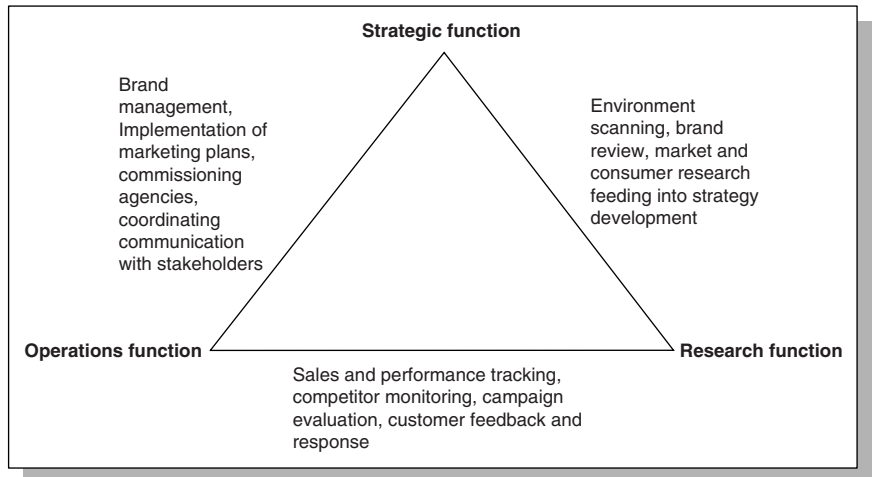 Strategic function
Brand
management,
Implementation of
marketing plans,
commissioning
agencies,
coordinating
communication
with stakeholders
Environment
scanning, brand
review, market and
consumer research
feeding into strategy
development
Operations function
Research function
Sales and performance tracking,
competitor monitoring, campaign
evaluation, customer feedback and
response